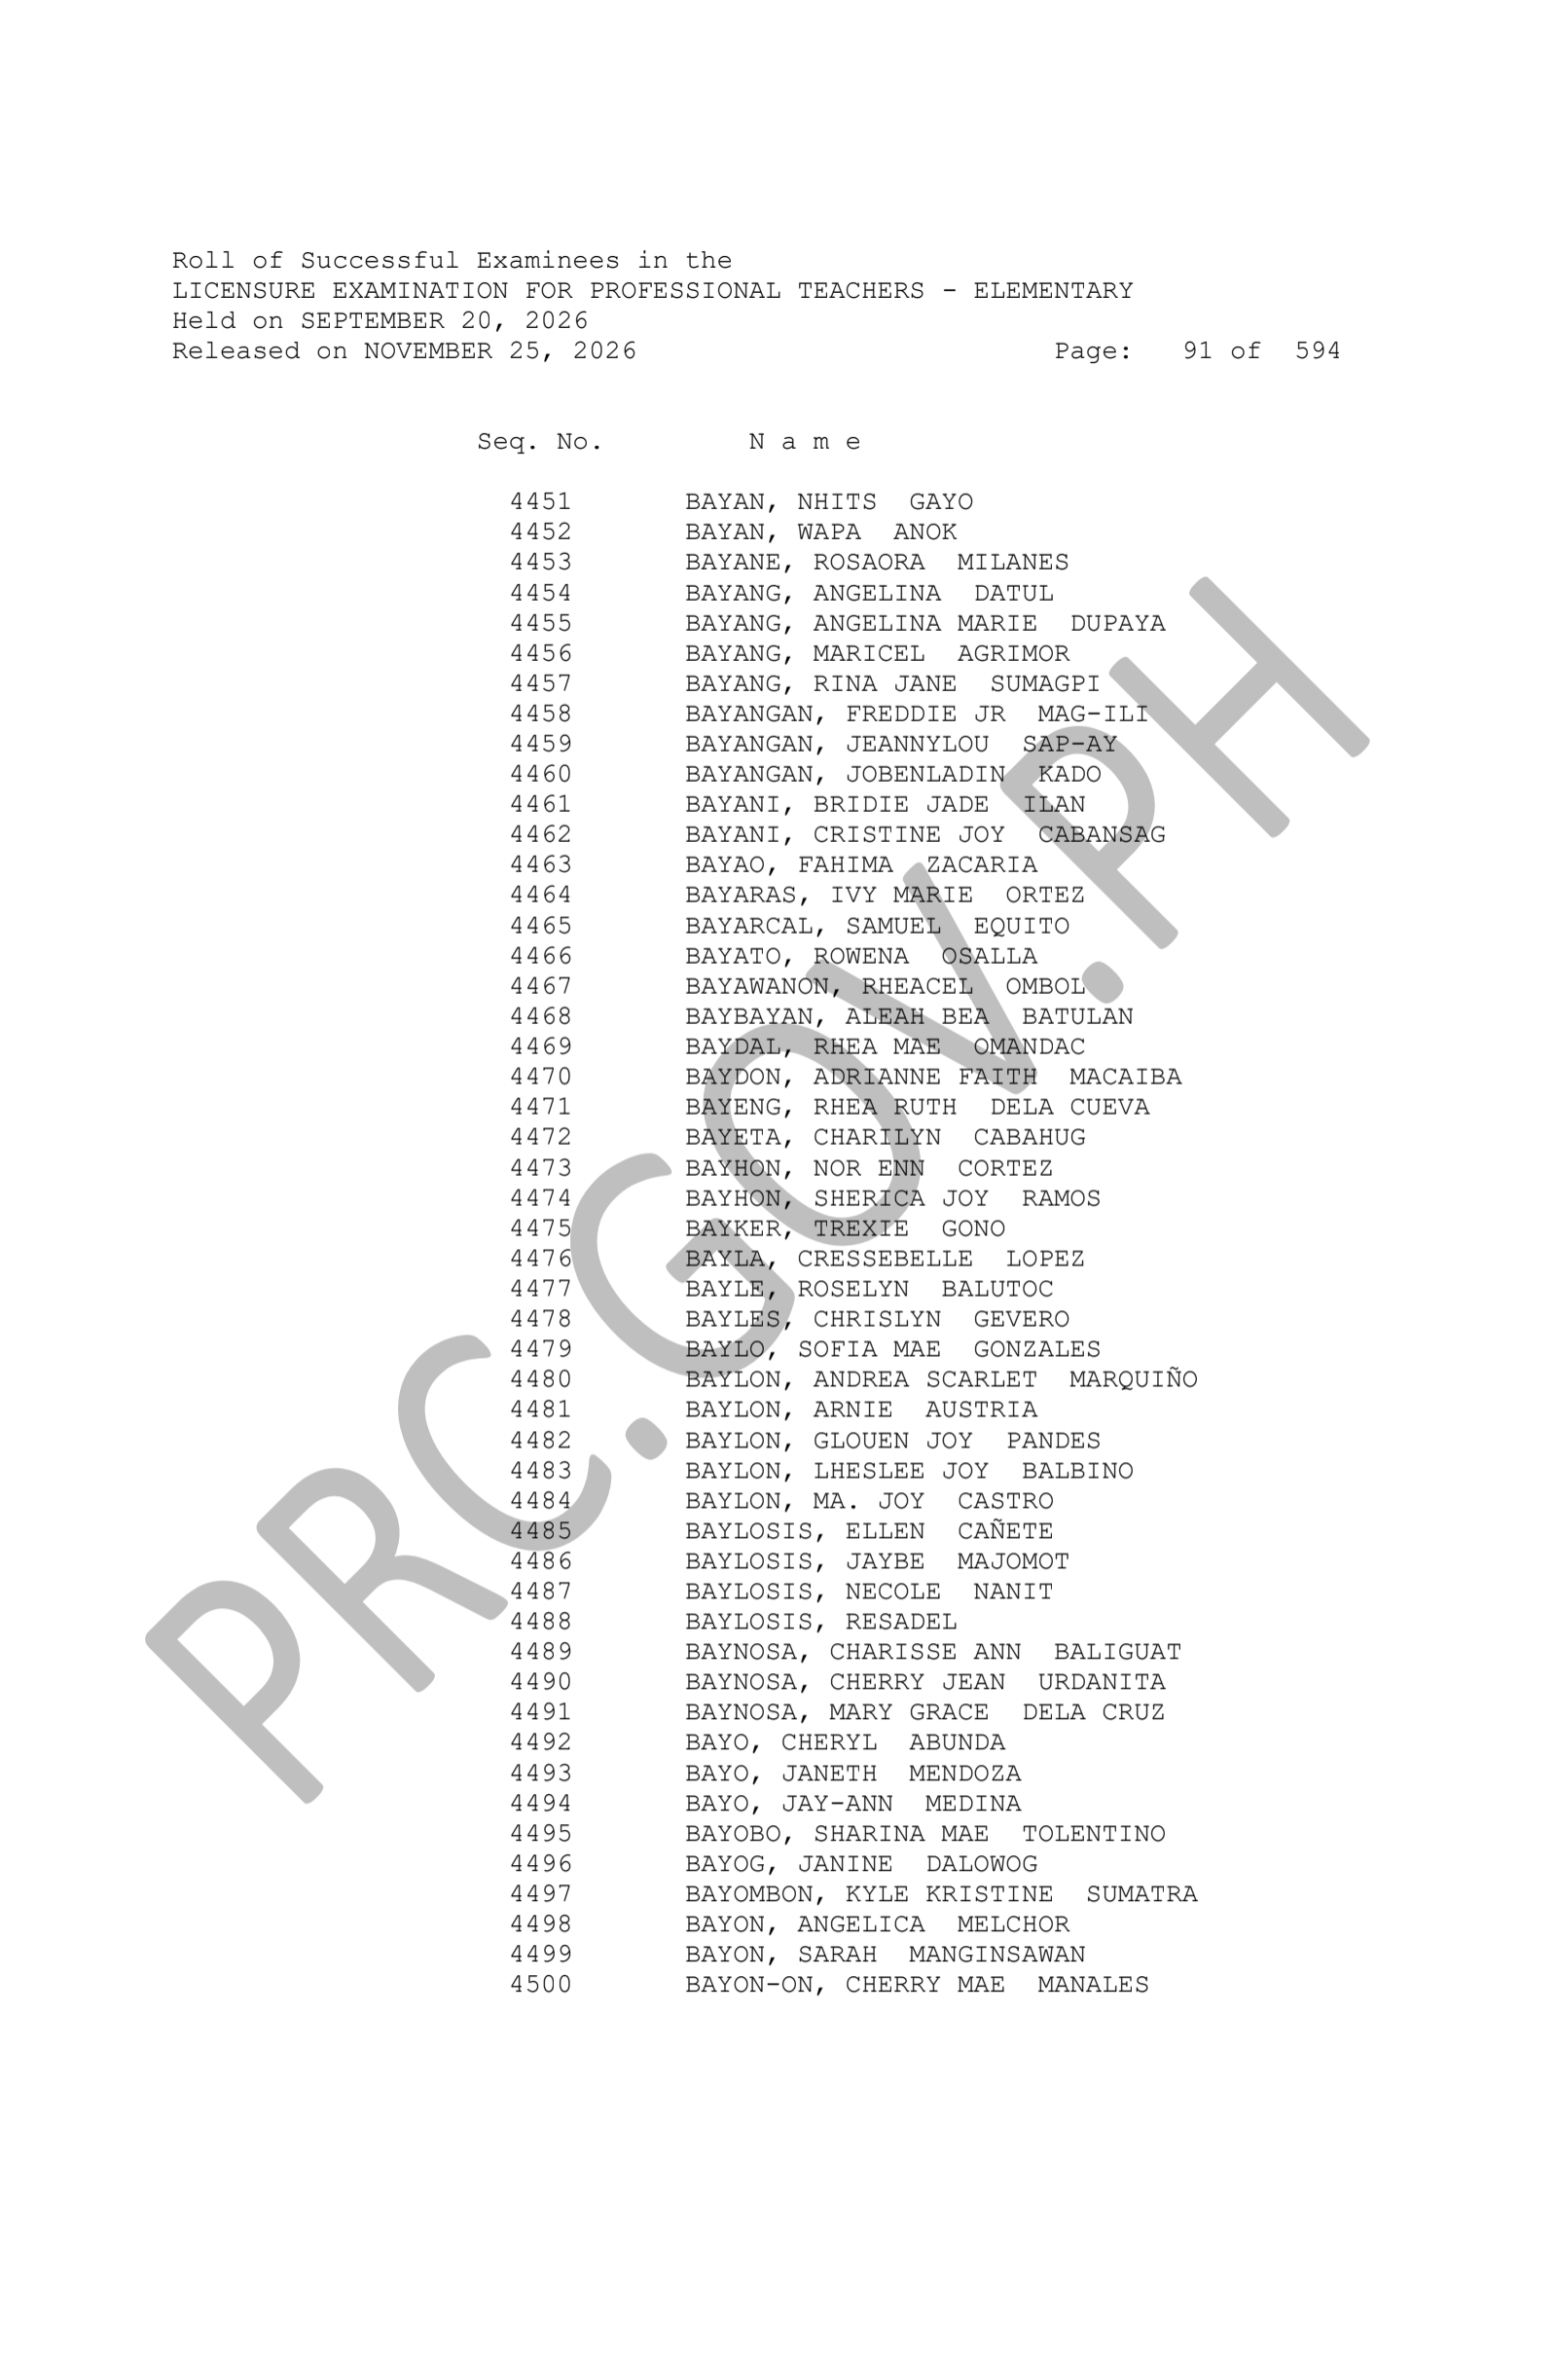 Roll of Successful Examinees in the
LICENSURE EXAMINATION FOR PROFESSIONAL TEACHERS - ELEMENTARY
Held on SEPTEMBER 20, 2026
Released on NOVEMBER 25, 2026 Page: 91 of 594
Seq. No. N a m e
4451 BAYAN, NHITS GAYO
4452 BAYAN, WAPA ANOK
4453 BAYANE, ROSAORA MILANES
4454 BAYANG, ANGELINA DATUL
4455 BAYANG, ANGELINA MARIE DUPAYA
4456 BAYANG, MARICEL AGRIMOR
4457 BAYANG, RINA JANE SUMAGPI
4458 BAYANGAN, FREDDIE JR MAG-ILI
4459 BAYANGAN, JEANNYLOU SAP-AY
4460 BAYANGAN, JOBENLADIN KADO
4461 BAYANI, BRIDIE JADE ILAN
4462 BAYANI, CRISTINE JOY CABANSAG
4463 BAYAO, FAHIMA ZACARIA
4464 BAYARAS, IVY MARIE ORTEZ
4465 BAYARCAL, SAMUEL EQUITO
4466 BAYATO, ROWENA OSALLA
4467 BAYAWANON, RHEACEL OMBOL
4468 BAYBAYAN, ALEAH BEA BATULAN
4469 BAYDAL, RHEA MAE OMANDAC
4470 BAYDON, ADRIANNE FAITH MACAIBA
4471 BAYENG, RHEA RUTH DELA CUEVA
4472 BAYETA, CHARILYN CABAHUG
4473 BAYHON, NOR ENN CORTEZ
4474 BAYHON, SHERICA JOY RAMOS
4475 BAYKER, TREXIE GONO
4476 BAYLA, CRESSEBELLE LOPEZ
4477 BAYLE, ROSELYN BALUTOC
4478 BAYLES, CHRISLYN GEVERO
4479 BAYLO, SOFIA MAE GONZALES
4480 BAYLON, ANDREA SCARLET MARQUIÑO
4481 BAYLON, ARNIE AUSTRIA
4482 BAYLON, GLOUEN JOY PANDES
4483 BAYLON, LHESLEE JOY BALBINO
4484 BAYLON, MA. JOY CASTRO
4485 BAYLOSIS, ELLEN CAÑETE
4486 BAYLOSIS, JAYBE MAJOMOT
4487 BAYLOSIS, NECOLE NANIT
4488 BAYLOSIS, RESADEL
4489 BAYNOSA, CHARISSE ANN BALIGUAT
4490 BAYNOSA, CHERRY JEAN URDANITA
4491 BAYNOSA, MARY GRACE DELA CRUZ
4492 BAYO, CHERYL ABUNDA
4493 BAYO, JANETH MENDOZA
4494 BAYO, JAY-ANN MEDINA
4495 BAYOBO, SHARINA MAE TOLENTINO
4496 BAYOG, JANINE DALOWOG
4497 BAYOMBON, KYLE KRISTINE SUMATRA
4498 BAYON, ANGELICA MELCHOR
4499 BAYON, SARAH MANGINSAWAN
4500 BAYON-ON, CHERRY MAE MANALES
PRC.GOV.PH